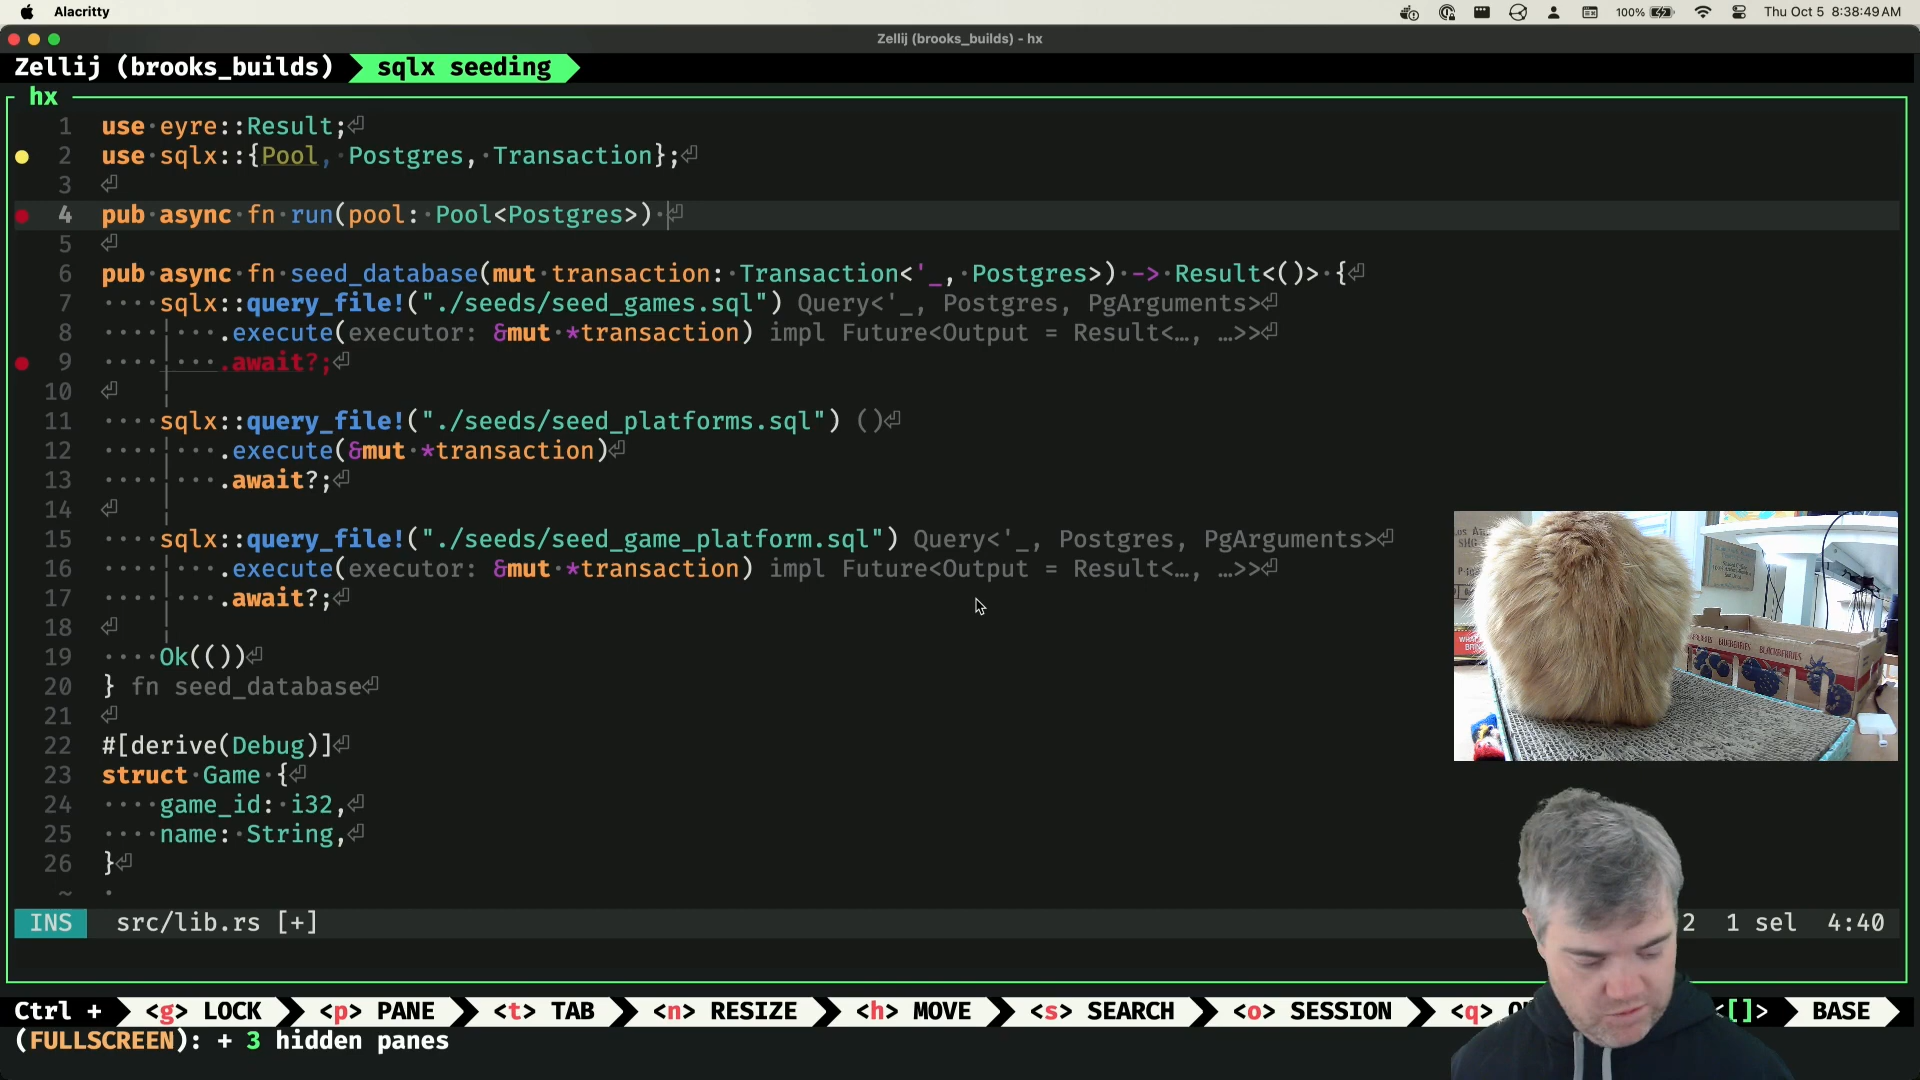 Alacritty 100% Thu Oct 5 8:38:49 AM
Zellij (brooks_builds) - hx
Zellij (brooks_builds) sqlx seeding
hx
1 use eyre::Result;
2 use sqlx::{Pool, Postgres, Transaction};
3
4 pub async fn run(pool: Pool<Postgres>)
5
6 pub async fn seed_database(mut transaction: Transaction<'_, Postgres>) -> Result<()> {
7 sqlx::query_file!("./seeds/seed_games.sql") Query<'_, Postgres, PgArguments>
8 .execute(executor: &mut *transaction) impl Future<Output = Result<…, …>>
9 .await?;
10
11 sqlx::query_file!("./seeds/seed_platforms.sql") ()
12 .execute(&mut *transaction)
13 .await?;
14
15 sqlx::query_file!("./seeds/seed_game_platform.sql") Query<'_, Postgres, PgArguments>
16 .execute(executor: &mut *transaction) impl Future<Output = Result<…, …>>
17 .await?;
18
19 Ok(())
20 } fn seed_database
21
22 #[derive(Debug)]
23 struct Game {
24 game_id: i32,
25 name: String,
26 }
~
BLUEBERRIES BLACKBERRIES
INS src/lib.rs [+] 2 1 sel 4:40
Ctrl + <g> LOCK <p> PANE <t> TAB <n> RESIZE <h> MOVE <s> SEARCH <o> SESSION <q> <[]> BASE
(FULLSCREEN): + 3 hidden panes